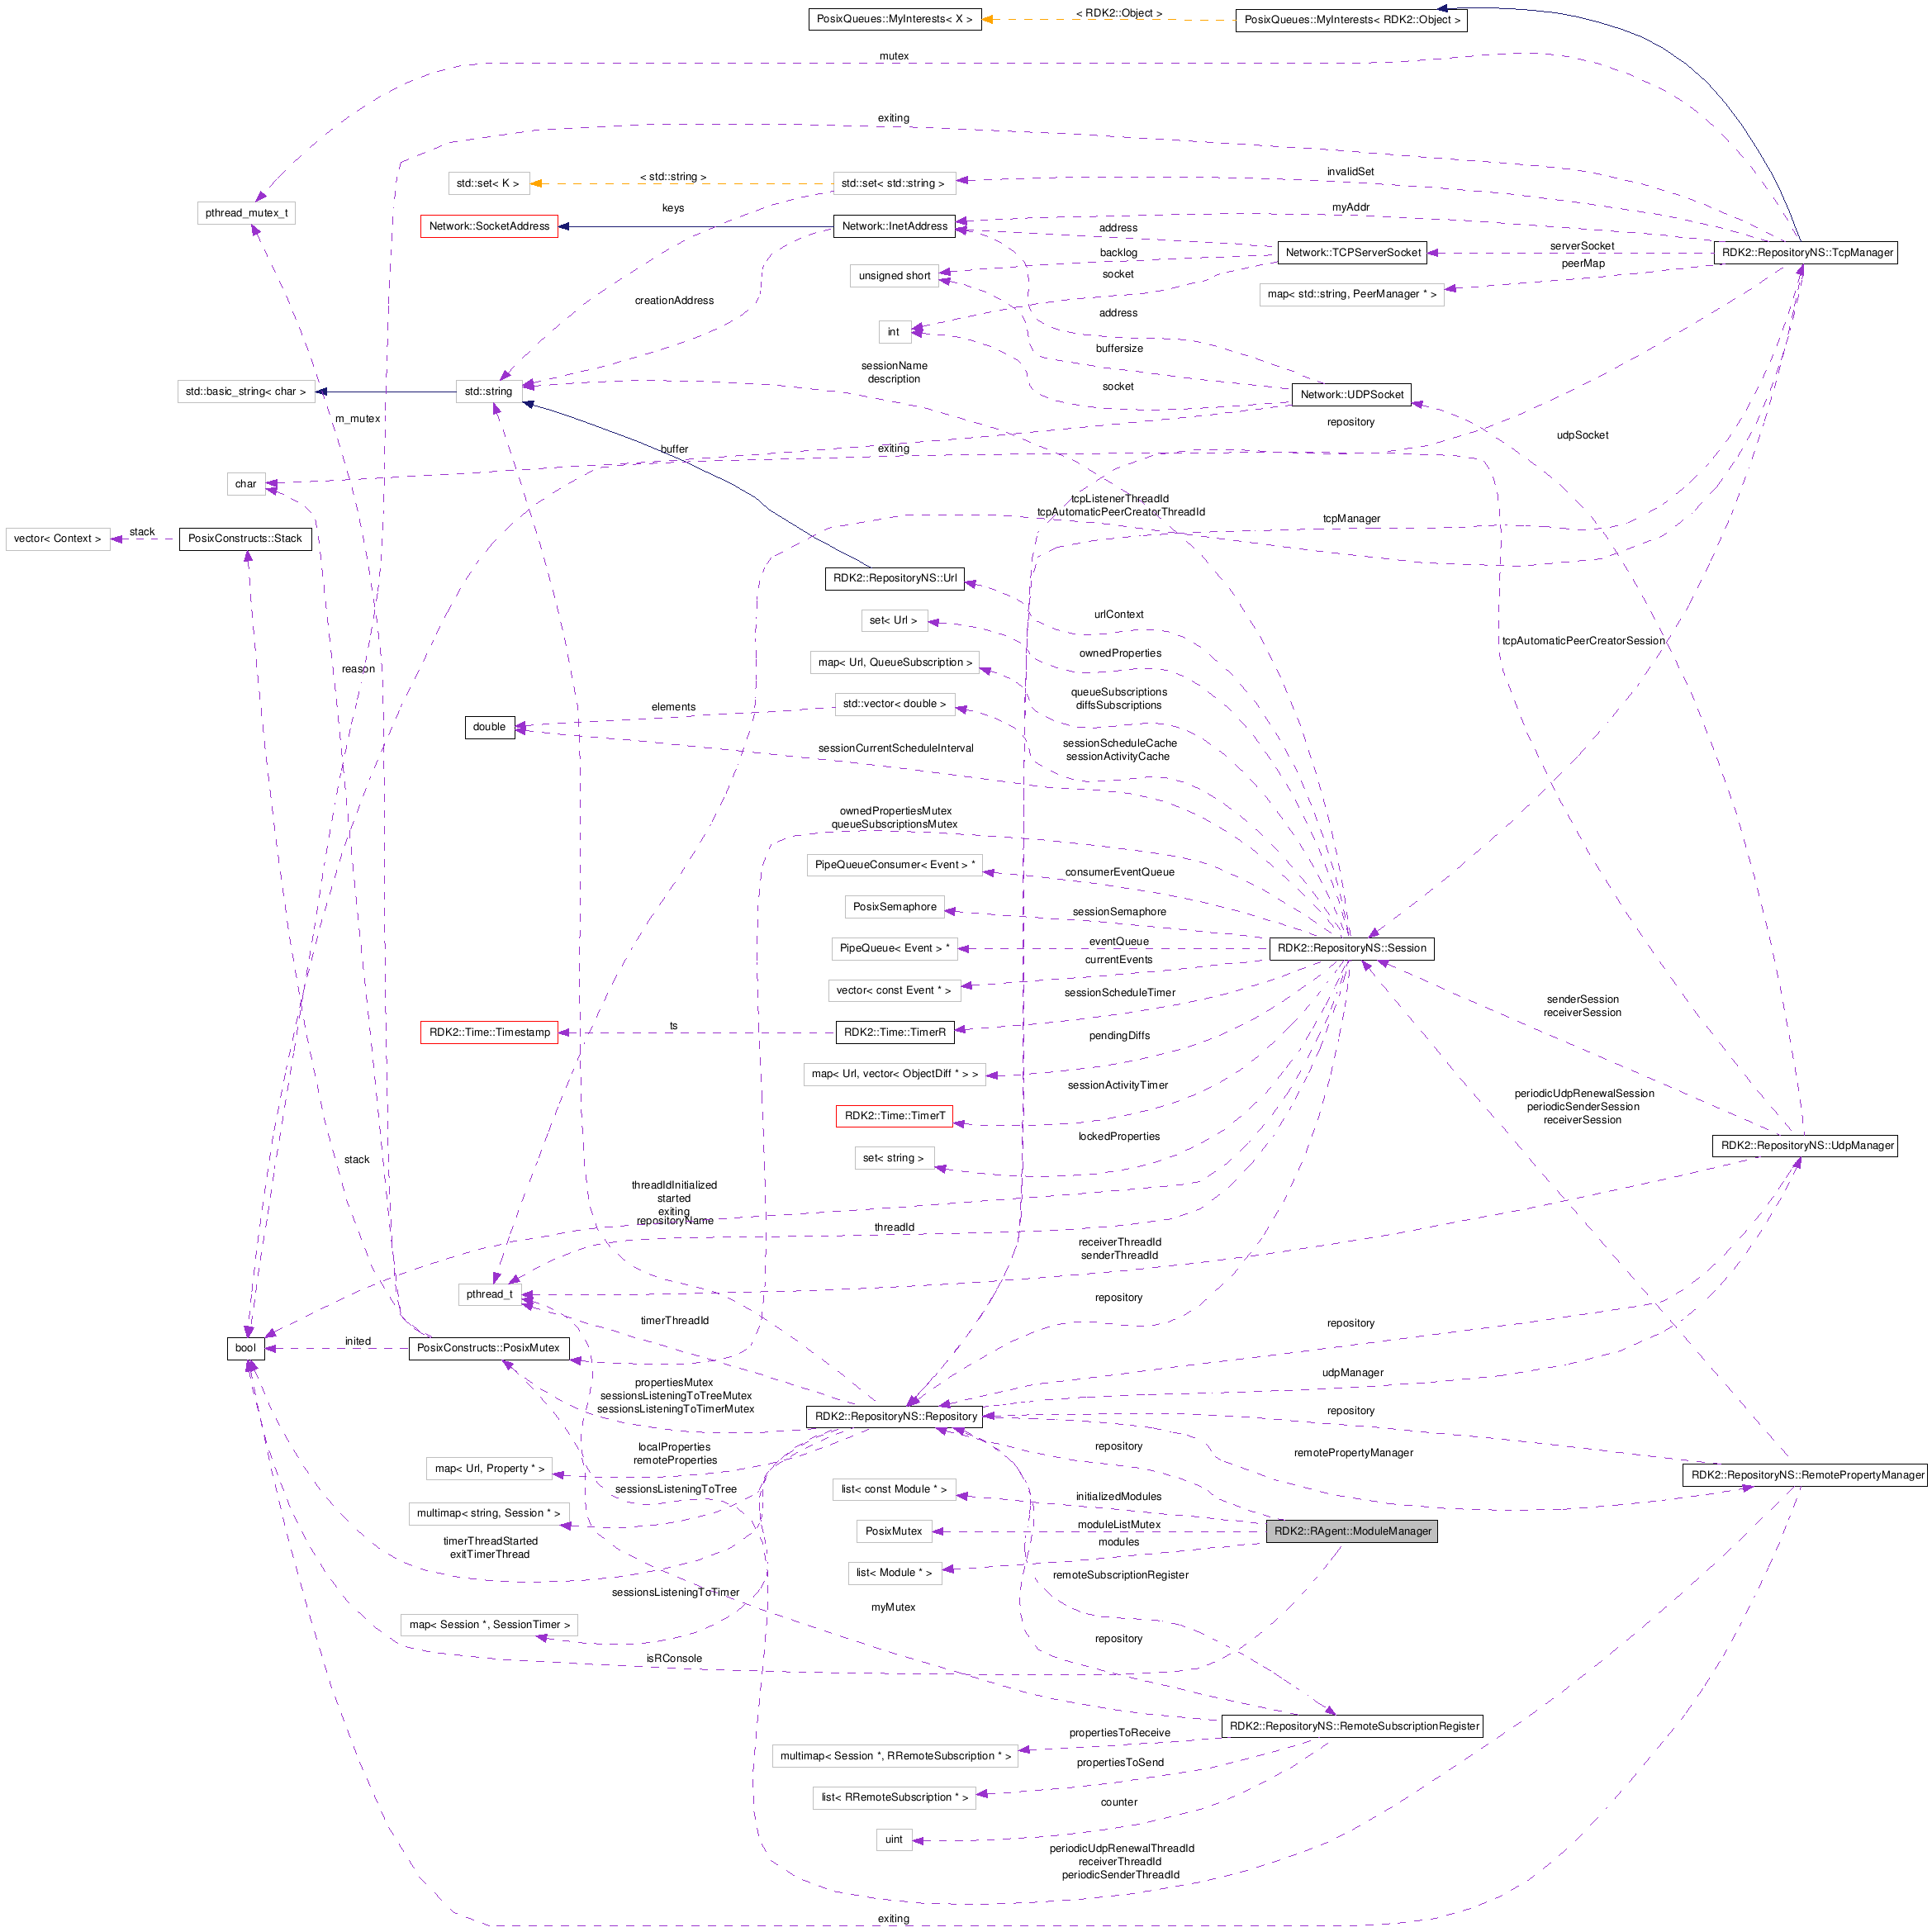 PosixQueues::MyInterests< X >
< RDK2::Object >
PosixQueues::MyInterests< RDK2::Object >
mutex
exiting
invalidSet
std::set< K >
< std::string >
std::set< std::string >
pthread_mutex_t
keys
myAddr
Network::SocketAddress
Network::InetAddress
address
serverSocket
RDK2::RepositoryNS::TcpManager
backlog
Network::TCPServerSocket
peerMap
unsigned short
socket
map< std::string, PeerManager * >
creationAddress
address
int
buffersize
sessionName
description
socket
std::basic_string< char >
std::string
Network::UDPSocket
m_mutex
repository
udpSocket
buffer
exiting
char
tcpListenerThreadId
tcpAutomaticPeerCreatorThreadId
tcpManager
vector< Context >
stack
PosixConstructs::Stack
RDK2::RepositoryNS::Url
urlContext
set< Url >
tcpAutomaticPeerCreatorSession
ownedProperties
map< Url, QueueSubscription >
reason
queueSubscriptions
diffsSubscriptions
elements
std::vector< double >
double
sessionCurrentScheduleInterval
sessionScheduleCache
sessionActivityCache
ownedPropertiesMutex
queueSubscriptionsMutex
PipeQueueConsumer< Event > *
consumerEventQueue
PosixSemaphore
sessionSemaphore
PipeQueue< Event > *
eventQueue
RDK2::RepositoryNS::Session
currentEvents
vector< const Event * >
sessionScheduleTimer
senderSession
receiverSession
RDK2::Time::Timestamp
ts
RDK2::Time::TimerR
pendingDiffs
map< Url, vector< ObjectDiff * > >
sessionActivityTimer
periodicUdpRenewalSession
periodicSenderSession
receiverSession
RDK2::Time::TimerT
lockedProperties
RDK2::RepositoryNS::UdpManager
stack
set< string >
threadIdInitialized
started
exiting
repositoryName
threadId
receiverThreadId
senderThreadId
pthread_t
repository
timerThreadId
repository
bool
inited
PosixConstructs::PosixMutex
udpManager
propertiesMutex
sessionsListeningToTreeMutex
sessionsListeningToTimerMutex
RDK2::RepositoryNS::Repository
repository
localProperties
remoteProperties
repository
remotePropertyManager
map< Url, Property * >
RDK2::RepositoryNS::RemotePropertyManager
sessionsListeningToTree
list< const Module * >
initializedModules
multimap< string, Session * >
PosixMutex
moduleListMutex
RDK2::RAgent::ModuleManager
timerThreadStarted
exitTimerThread
modules
list< Module * >
remoteSubscriptionRegister
sessionsListeningToTimer
myMutex
map< Session *, SessionTimer >
repository
isRConsole
RDK2::RepositoryNS::RemoteSubscriptionRegister
propertiesToReceive
multimap< Session *, RRemoteSubscription * >
propertiesToSend
list< RRemoteSubscription * >
counter
uint
periodicUdpRenewalThreadId
receiverThreadId
periodicSenderThreadId
exiting